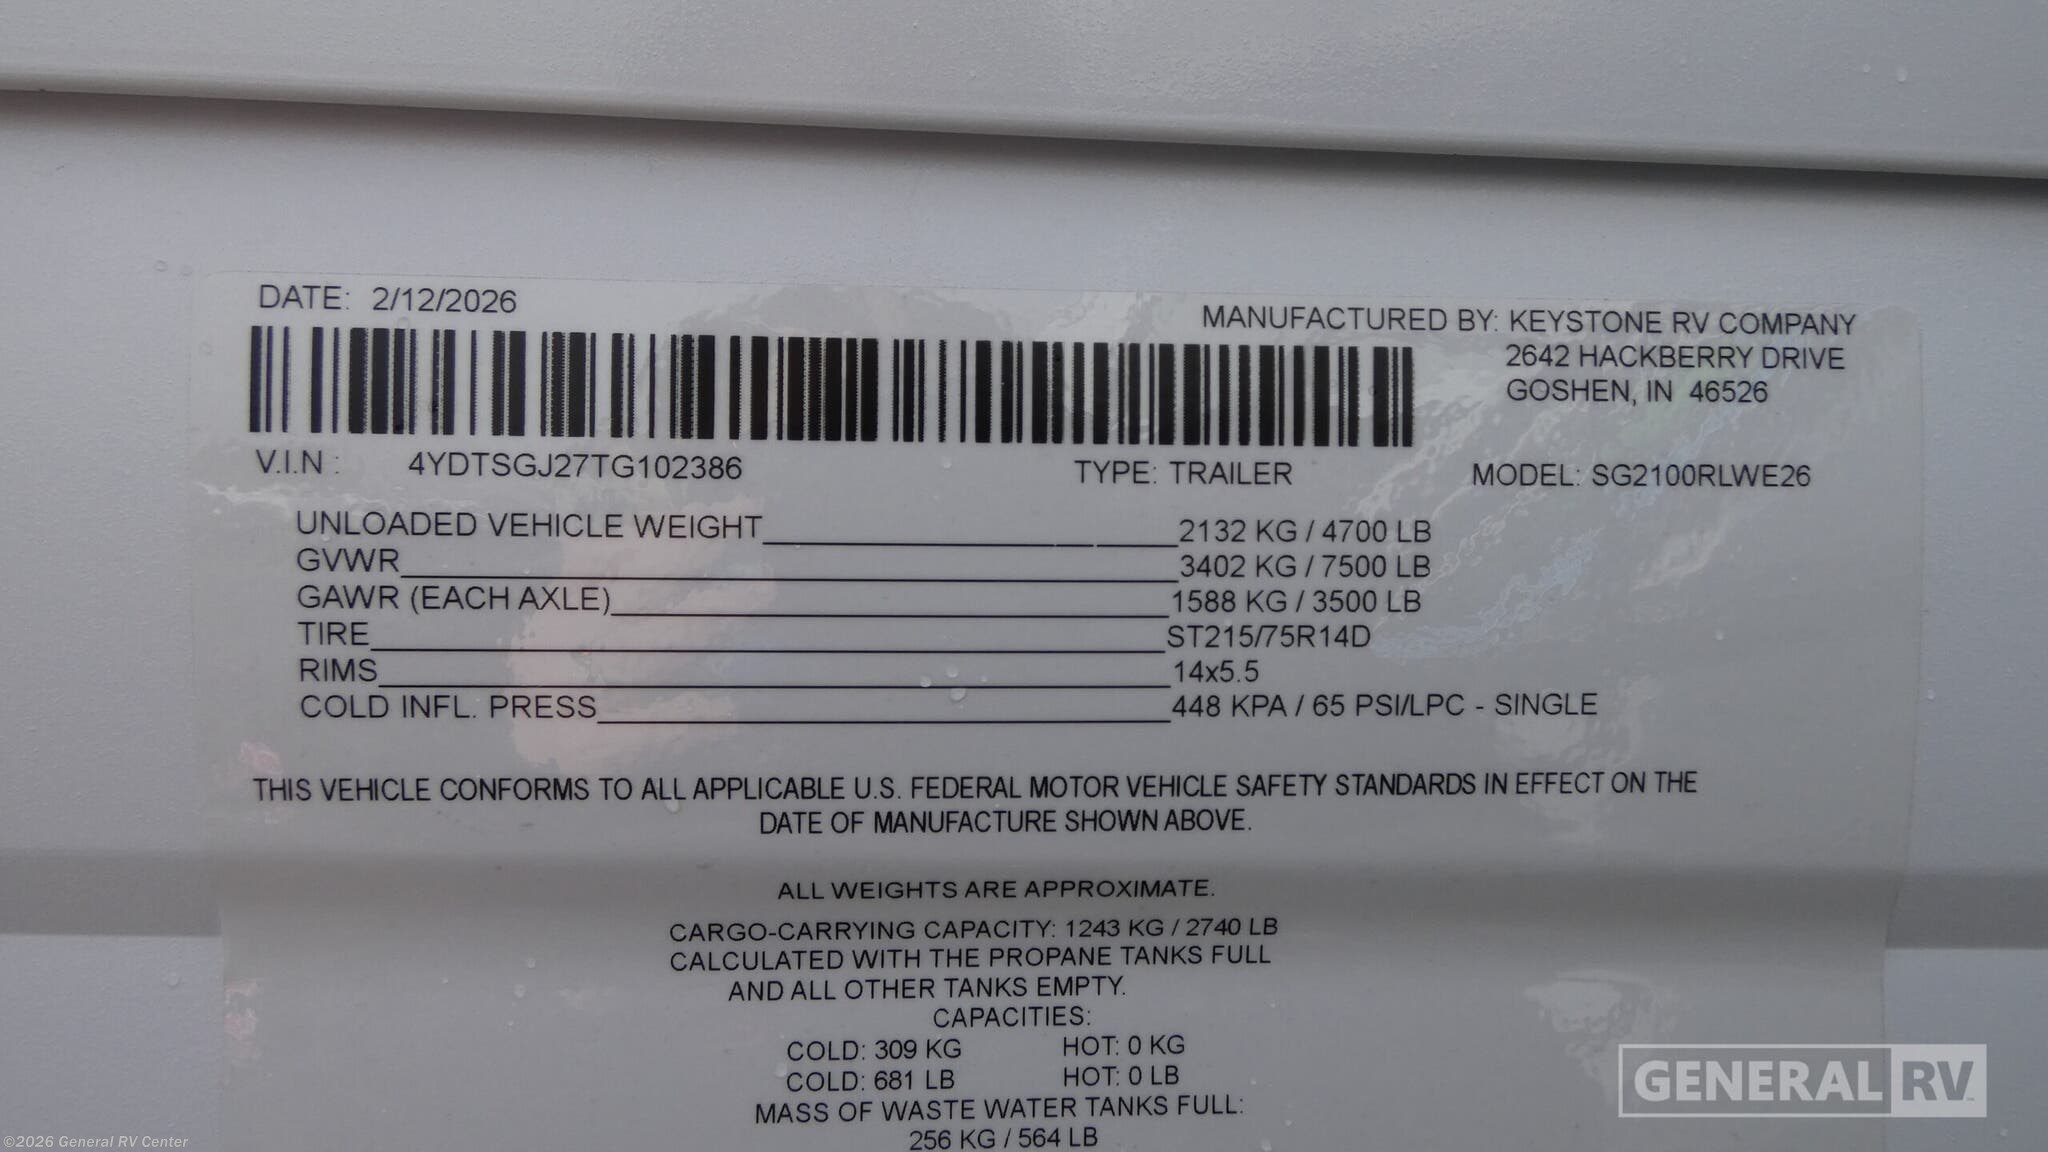 DATE: 2/12/2026
MANUFACTURED BY: KEYSTONE RV COMPANY
2642 HACKBERRY DRIVE
GOSHEN, IN 46526
V.I.N : 4YDTSGJ27TG102386 TYPE: TRAILER MODEL: SG2100RLWE26
UNLOADED VEHICLE WEIGHT 2132 KG / 4700 LB
GVWR 3402 KG / 7500 LB
GAWR (EACH AXLE) 1588 KG / 3500 LB
TIRE ST215/75R14D
RIMS 14x5.5
COLD INFL. PRESS 448 KPA / 65 PSI/LPC - SINGLE
THIS VEHICLE CONFORMS TO ALL APPLICABLE U.S. FEDERAL MOTOR VEHICLE SAFETY STANDARDS IN EFFECT ON THE
DATE OF MANUFACTURE SHOWN ABOVE.
ALL WEIGHTS ARE APPROXIMATE.
CARGO-CARRYING CAPACITY: 1243 KG / 2740 LB
CALCULATED WITH THE PROPANE TANKS FULL
AND ALL OTHER TANKS EMPTY.
CAPACITIES:
COLD: 309 KG HOT: 0 KG
COLD: 681 LB HOT: 0 LB
MASS OF WASTE WATER TANKS FULL:
256 KG / 564 LB
GENERAL RV
©2026 General RV Center